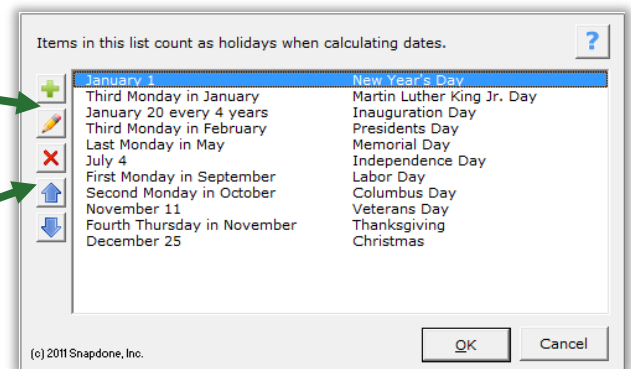 Items in this list count as holidays when calculating dates.
?
January 1 New Year's Day
Third Monday in January Martin Luther King Jr. Day
January 20 every 4 years Inauguration Day
Third Monday in February Presidents Day
Last Monday in May Memorial Day
July 4 Independence Day
First Monday in September Labor Day
Second Monday in October Columbus Day
November 11 Veterans Day
Fourth Thursday in November Thanksgiving
December 25 Christmas
OK Cancel
(c) 2011 Snapdone, Inc.